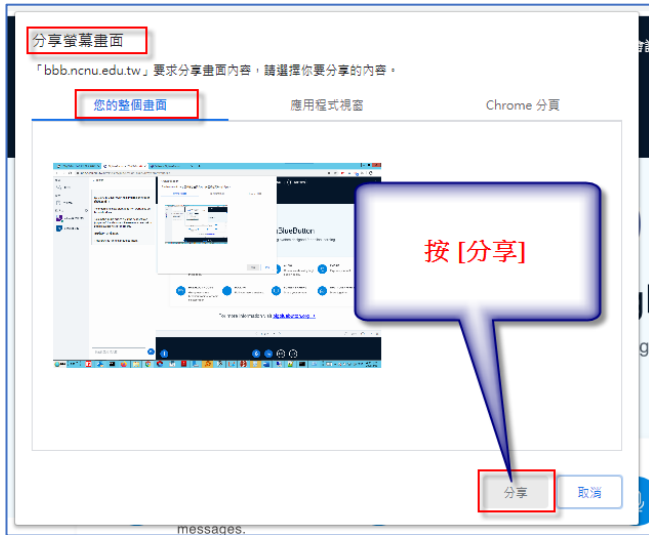 分享螢幕畫面
「bbb.ncnu.edu.tw」要求分享畫面內容，請選擇你要分享的內容。
您的整個畫面
應用程式視窗
Chrome 分頁
BlueButton
按 [分享]
分享
取消
messages.